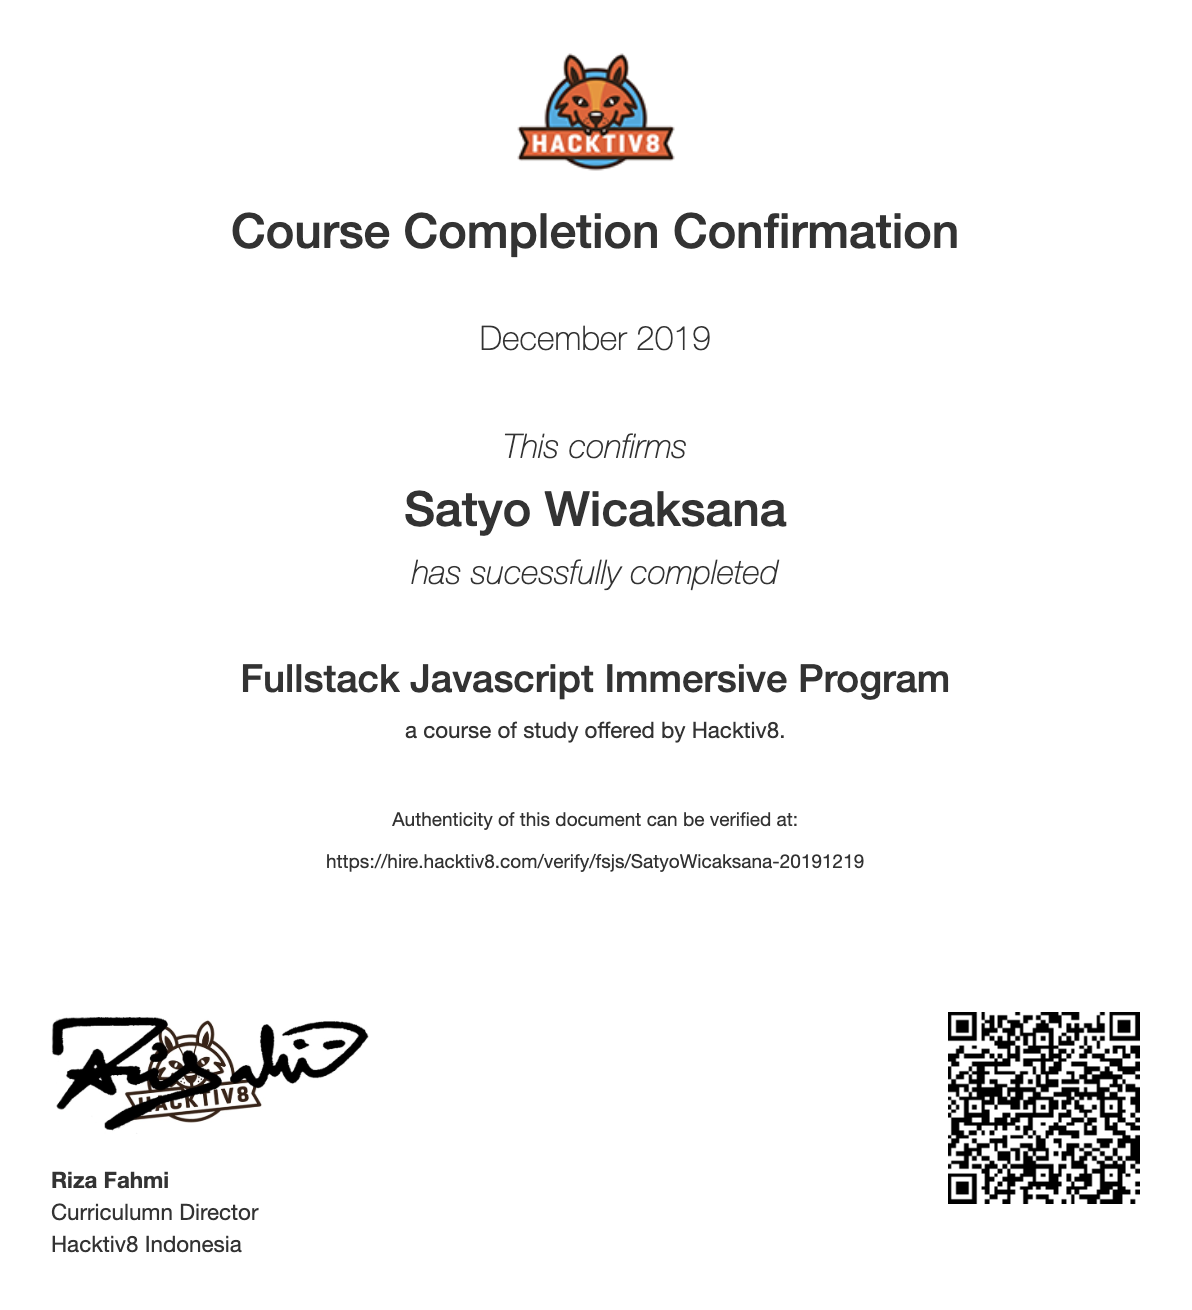 HACKTIV8
Course Completion Confirmation
December 2019
This confirms
Satyo Wicaksana
has sucessfully completed
Fullstack Javascript Immersive Program
a course of study offered by Hacktiv8.
Authenticity of this document can be verified at:
https://hire.hacktiv8.com/verify/fsjs/SatyoWicaksana-20191219
HACKTIV8
Riza Fahmi
Curriculumn Director
Hacktiv8 Indonesia